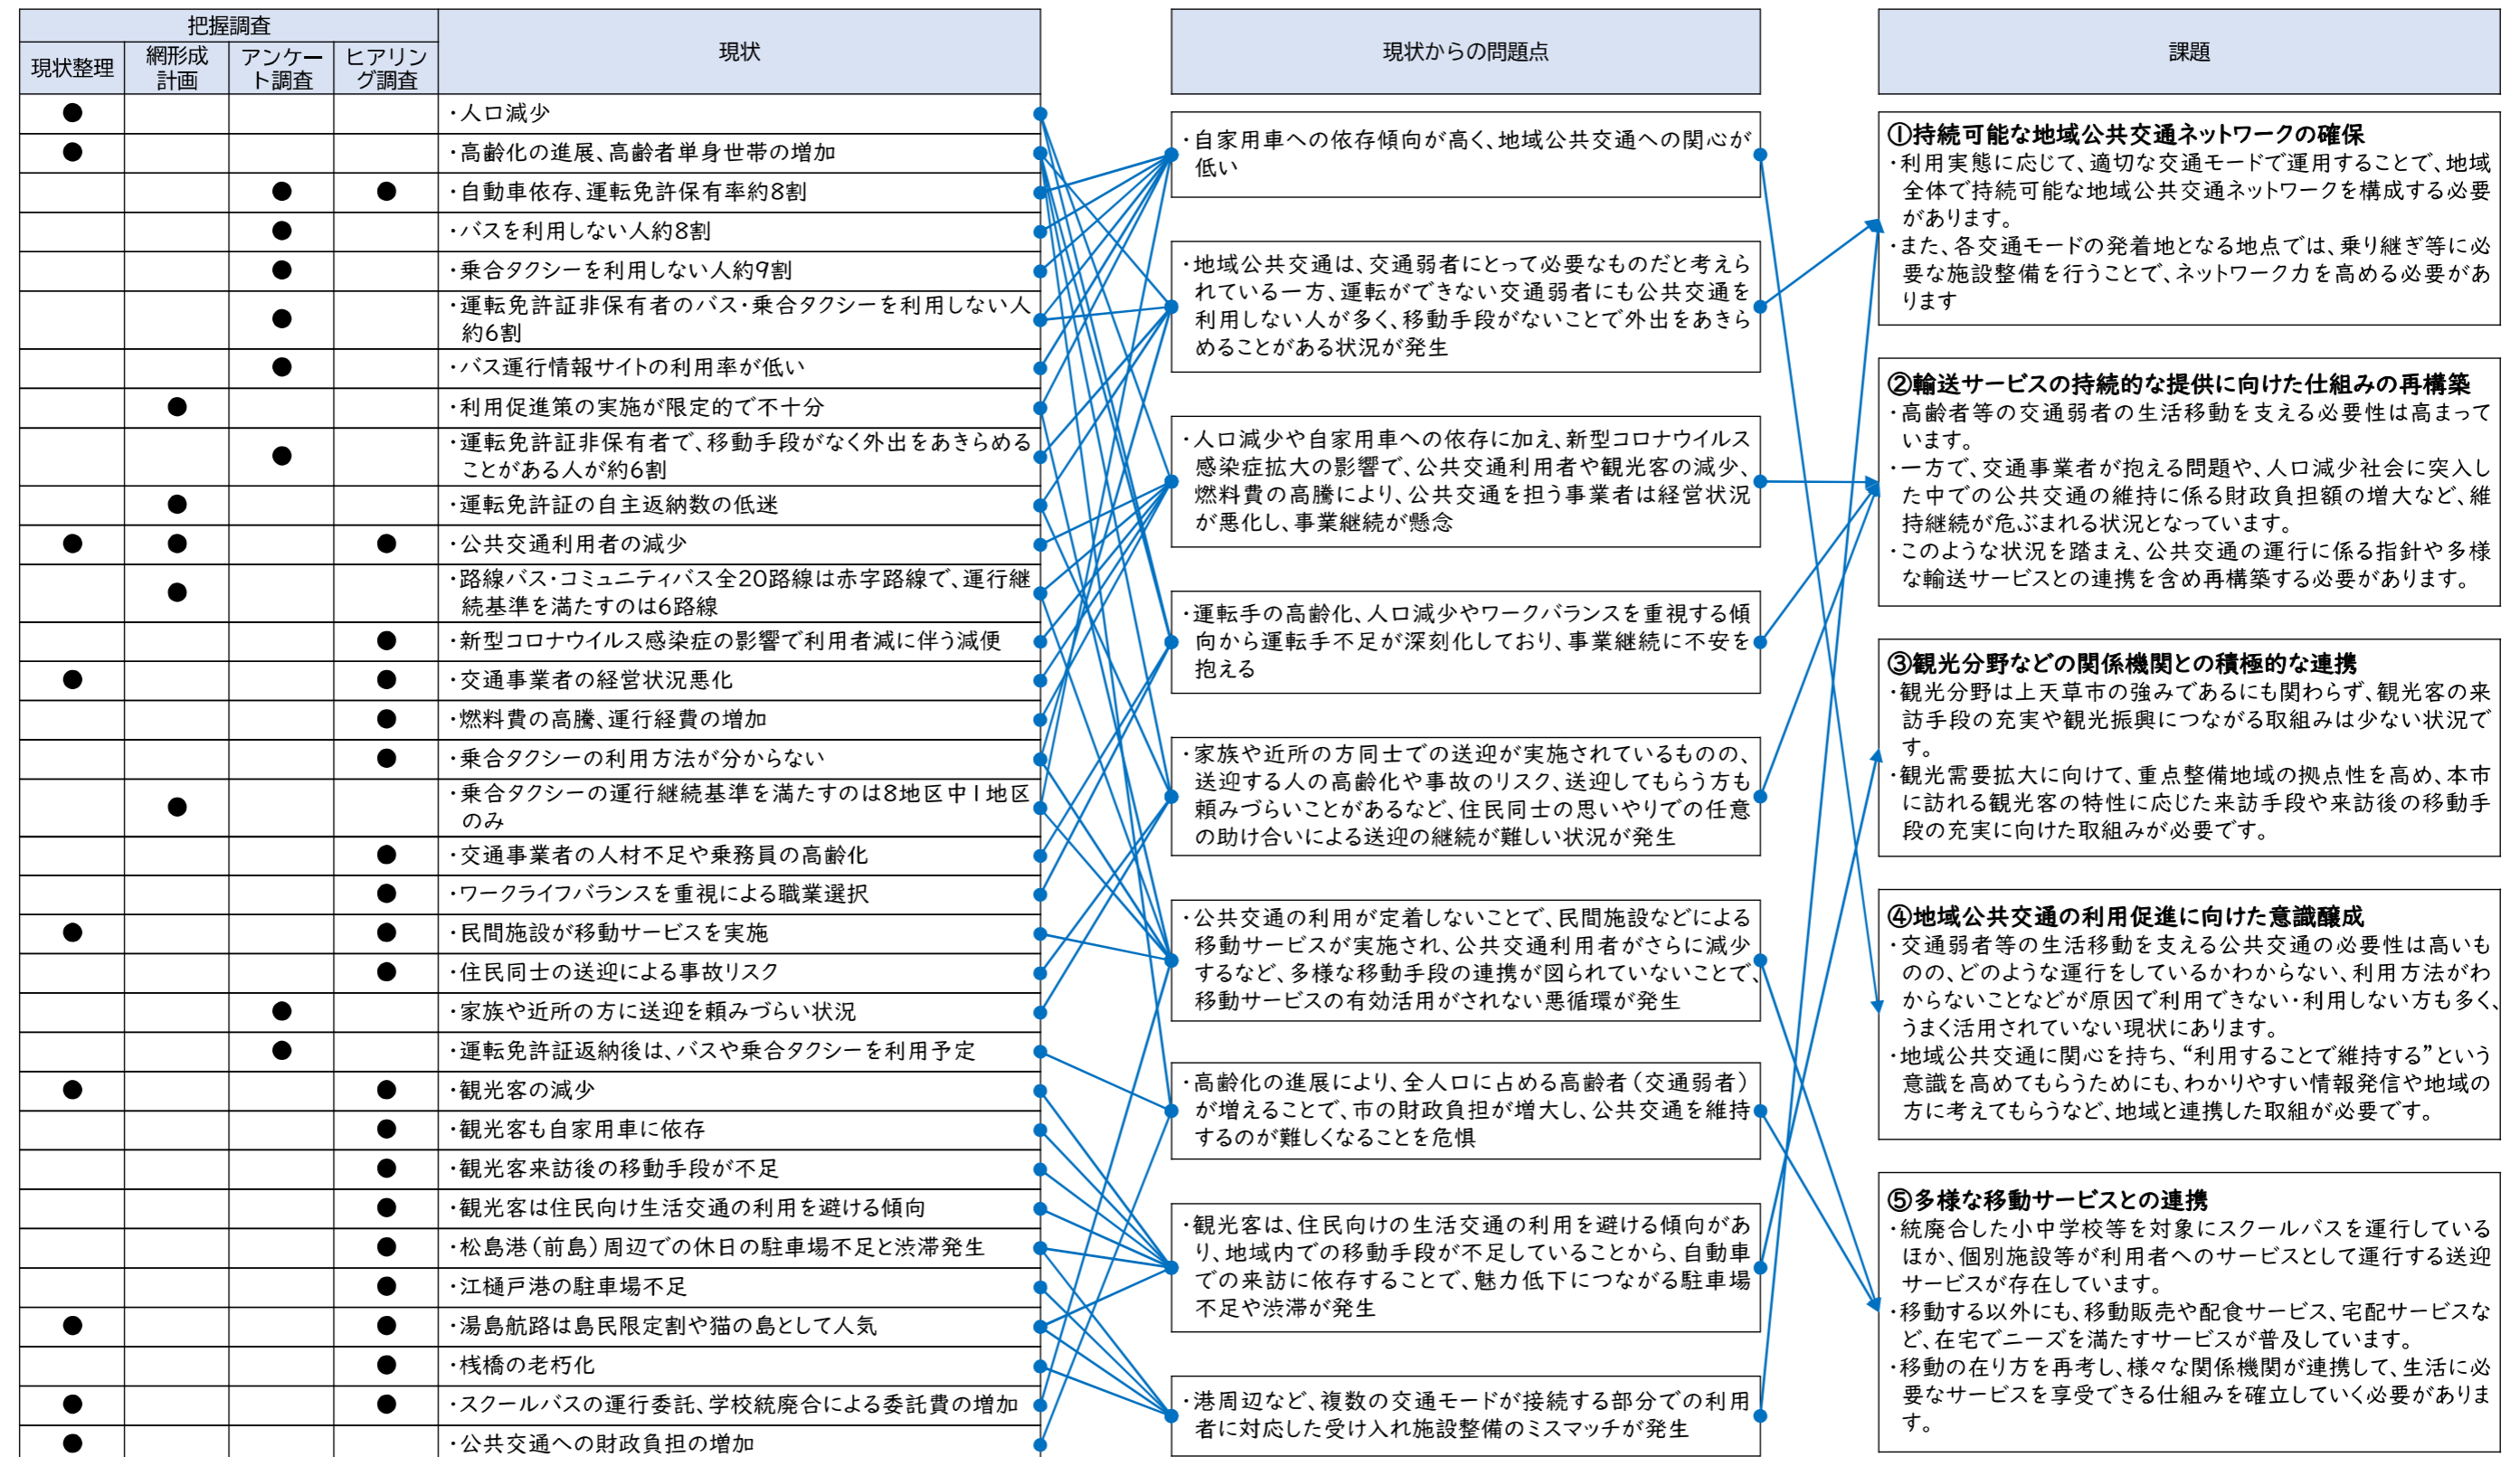 把握調査
現状整理
網形成
計画
アンケー
ト調査
ヒアリン
グ調査
現状
●
・人口減少
●
・高齢化の進展、高齢者単身世帯の増加
● ●
・自動車依存、運転免許保有率約8割
●
・バスを利用しない人約8割
●
・乗合タクシーを利用しない人約9割
●
・運転免許証非保有者のバス・乗合タクシーを利用しない人
約6割
●
・バス運行情報サイトの利用率が低い
●
・利用促進策の実施が限定的で不十分
●
・運転免許証非保有者で、移動手段がなく外出をあきらめる
ことがある人が約6割
●
・運転免許証の自主返納数の低迷
● ● ●
・公共交通利用者の減少
●
・路線バス・コミュニティバス全20路線は赤字路線で、運行継
続基準を満たすのは6路線
●
・新型コロナウイルス感染症の影響で利用者減に伴う減便
● ●
・交通事業者の経営状況悪化
●
・燃料費の高騰、運行経費の増加
●
・乗合タクシーの利用方法が分からない
●
・乗合タクシーの運行継続基準を満たすのは8地区中1地区
のみ
●
・交通事業者の人材不足や乗務員の高齢化
●
・ワークライフバランスを重視による職業選択
● ●
・民間施設が移動サービスを実施
●
・住民同士の送迎による事故リスク
●
・家族や近所の方に送迎を頼みづらい状況
●
・運転免許証返納後は、バスや乗合タクシーを利用予定
● ●
・観光客の減少
●
・観光客も自家用車に依存
●
・観光客来訪後の移動手段が不足
●
・観光客は住民向け生活交通の利用を避ける傾向
●
・松島港（前島）周辺での休日の駐車場不足と渋滞発生
●
・江樋戸港の駐車場不足
● ●
・湯島航路は島民限定割や猫の島として人気
●
・桟橋の老朽化
● ●
・スクールバスの運行委託、学校統廃合による委託費の増加
●
・公共交通への財政負担の増加
現状からの問題点
・自家用車への依存傾向が高く、地域公共交通への関心が
低い
・地域公共交通は、交通弱者にとって必要なものだと考えら
れている一方、運転ができない交通弱者にも公共交通を
利用しない人が多く、移動手段がないことで外出をあきら
めることがある状況が発生
・人口減少や自家用車への依存に加え、新型コロナウイルス
感染症拡大の影響で、公共交通利用者や観光客の減少、
燃料費の高騰により、公共交通を担う事業者は経営状況
が悪化し、事業継続が懸念
・運転手の高齢化、人口減少やワークバランスを重視する傾
向から運転手不足が深刻化しており、事業継続に不安を
抱える
・家族や近所の方同士での送迎が実施されているものの、
送迎する人の高齢化や事故のリスク、送迎してもらう方も
頼みづらいことがあるなど、住民同士の思いやりでの任意
の助け合いによる送迎の継続が難しい状況が発生
・公共交通の利用が定着しないことで、民間施設などによる
移動サービスが実施され、公共交通利用者がさらに減少
するなど、多様な移動手段の連携が図られていないことで、
移動サービスの有効活用がされない悪循環が発生
・高齢化の進展により、全人口に占める高齢者（交通弱者）
が増えることで、市の財政負担が増大し、公共交通を維持
するのが難しくなることを危惧
・観光客は、住民向けの生活交通の利用を避ける傾向があ
り、地域内での移動手段が不足していることから、自動車
での来訪に依存することで、魅力低下につながる駐車場
不足や渋滞が発生
・港周辺など、複数の交通モードが接続する部分での利用
者に対応した受け入れ施設整備のミスマッチが発生
課題
①持続可能な地域公共交通ネットワークの確保
・利用実態に応じて、適切な交通モードで運用することで、地域
全体で持続可能な地域公共交通ネットワークを構成する必要
があります。
・また、各交通モードの発着地となる地点では、乗り継ぎ等に必
要な施設整備を行うことで、ネットワーク力を高める必要があ
ります
②輸送サービスの持続的な提供に向けた仕組みの再構築
・高齢者等の交通弱者の生活移動を支える必要性は高まって
います。
・一方で、交通事業者が抱える問題や、人口減少社会に突入し
た中での公共交通の維持に係る財政負担額の増大など、維
持継続が危ぶまれる状況となっています。
・このような状況を踏まえ、公共交通の運行に係る指針や多様
な輸送サービスとの連携を含め再構築する必要があります。
③観光分野などの関係機関との積極的な連携
・観光分野は上天草市の強みであるにも関わらず、観光客の来
訪手段の充実や観光振興につながる取組みは少ない状況で
す。
・観光需要拡大に向けて、重点整備地域の拠点性を高め、本市
に訪れる観光客の特性に応じた来訪手段や来訪後の移動手
段の充実に向けた取組みが必要です。
④地域公共交通の利用促進に向けた意識醸成
・交通弱者等の生活移動を支える公共交通の必要性は高いも
のの、どのような運行をしているかわからない、利用方法がわ
からないことなどが原因で利用できない・利用しない方も多く、
うまく活用されていない現状にあります。
・地域公共交通に関心を持ち、“利用することで維持する”という
意識を高めてもらうためにも、わかりやすい情報発信や地域の
方に考えてもらうなど、地域と連携した取組が必要です。
⑤多様な移動サービスとの連携
・統廃合した小中学校等を対象にスクールバスを運行している
ほか、個別施設等が利用者へのサービスとして運行する送迎
サービスが存在しています。
・移動する以外にも、移動販売や配食サービス、宅配サービスな
ど、在宅でニーズを満たすサービスが普及しています。
・移動の在り方を再考し、様々な関係機関が連携して、生活に必
要なサービスを享受できる仕組みを確立していく必要がありま
す。